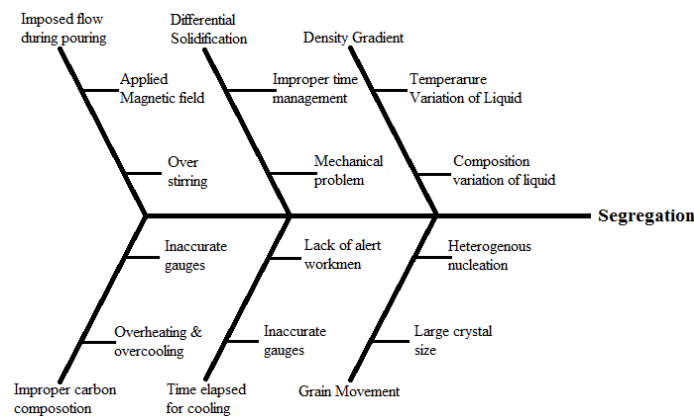 Imposed flow
during pouring
Differential
Solidification
Density Gradient
Applied
Magnetic field
Improper time
management
Temperarure
Variation of Liquid
Over
stirring
Mechanical
problem
Composition
variation of liquid
Segregation
Inaccurate
gauges
Lack of alert
workmen
Heterogenous
nucleation
Overheating &
overcooling
Inaccurate
gauges
Large crystal
size
Improper carbon
composotion
Time elapsed
for cooling
Grain Movement